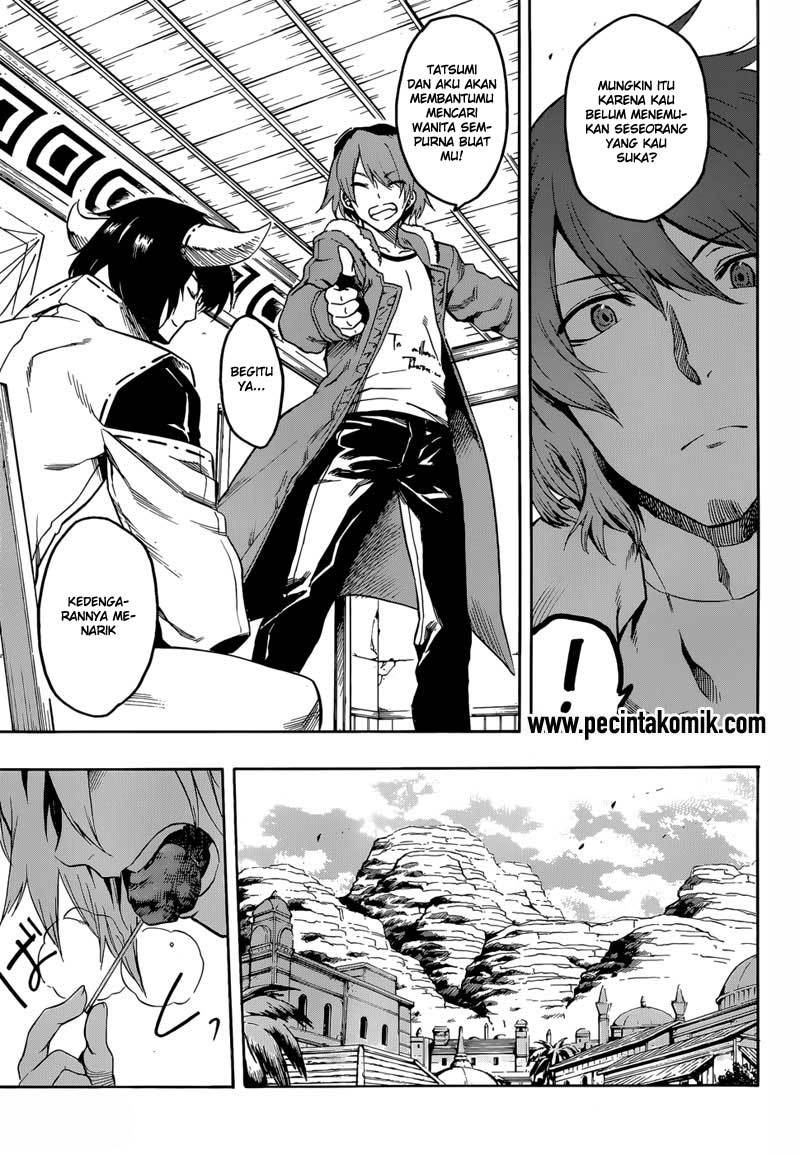 MUNGKIN ITU
KARENA KAU
BELUM MENEMU-
KAN SESEORANG
YANG KAU
SUKA?
!
TATSUMI
DAN AKU AKAN
MEMBANTUMU
MENCARI
WANITA SEM-
PURNA BUAT
MU!
BEGITU
YA...
KEDENGA-
RANNYA ME-
NARIK
www.pecintakomik.com